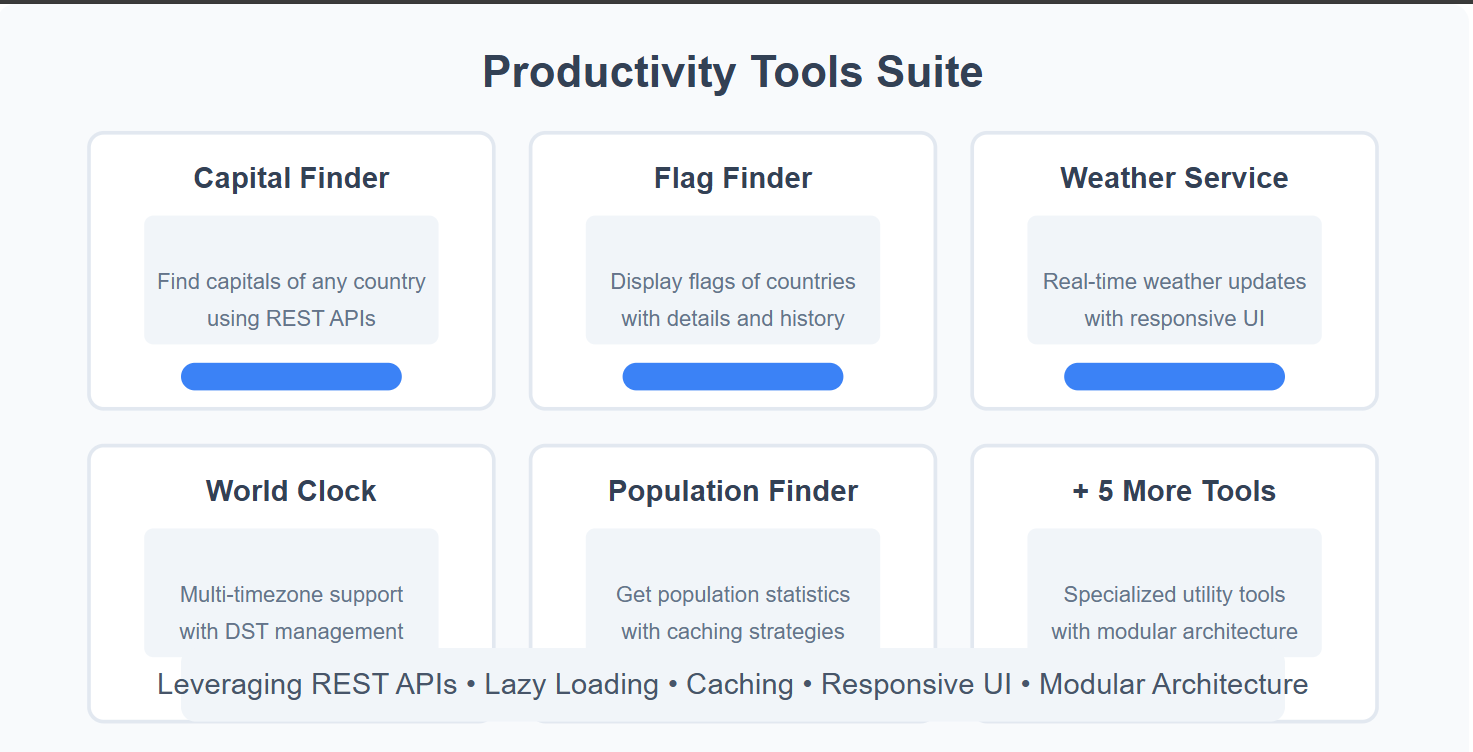 Productivity Tools Suite
Capital Finder
Find capitals of any country
using REST APIs
Flag Finder
Display flags of countries
with details and history
Weather Service
Real-time weather updates
with responsive UI
World Clock
Multi-timezone support
with DST management
Population Finder
Get population statistics
with caching strategies
+ 5 More Tools
Specialized utility tools
with modular architecture
Leveraging REST APIs • Lazy Loading • Caching • Responsive UI • Modular Architecture